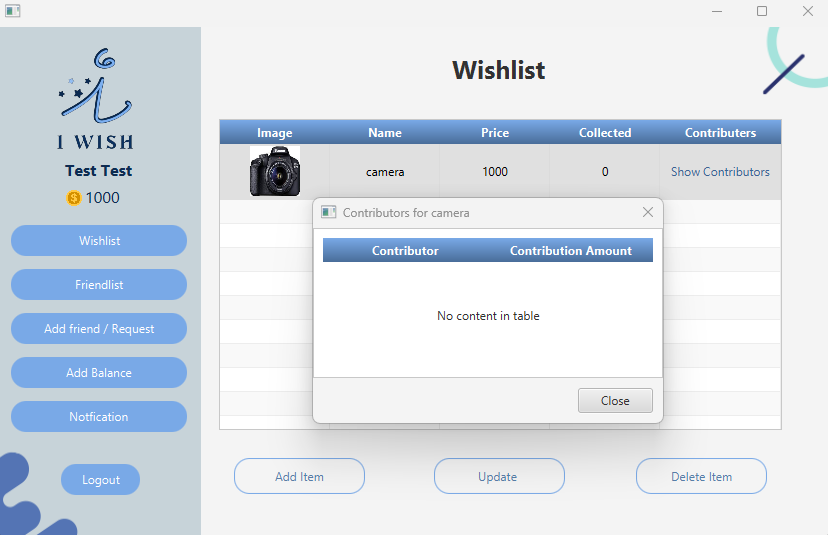 I WISH
Test Test
$ 1000
Wishlist
Friendlist
Add friend / Request
Add Balance
Notfication
Logout
Wishlist
Image Name Price Collected Contributers
camera 1000 0 Show Contributors
Contributors for camera
Contributor Contribution Amount
No content in table
Close
Add Item Update Delete Item